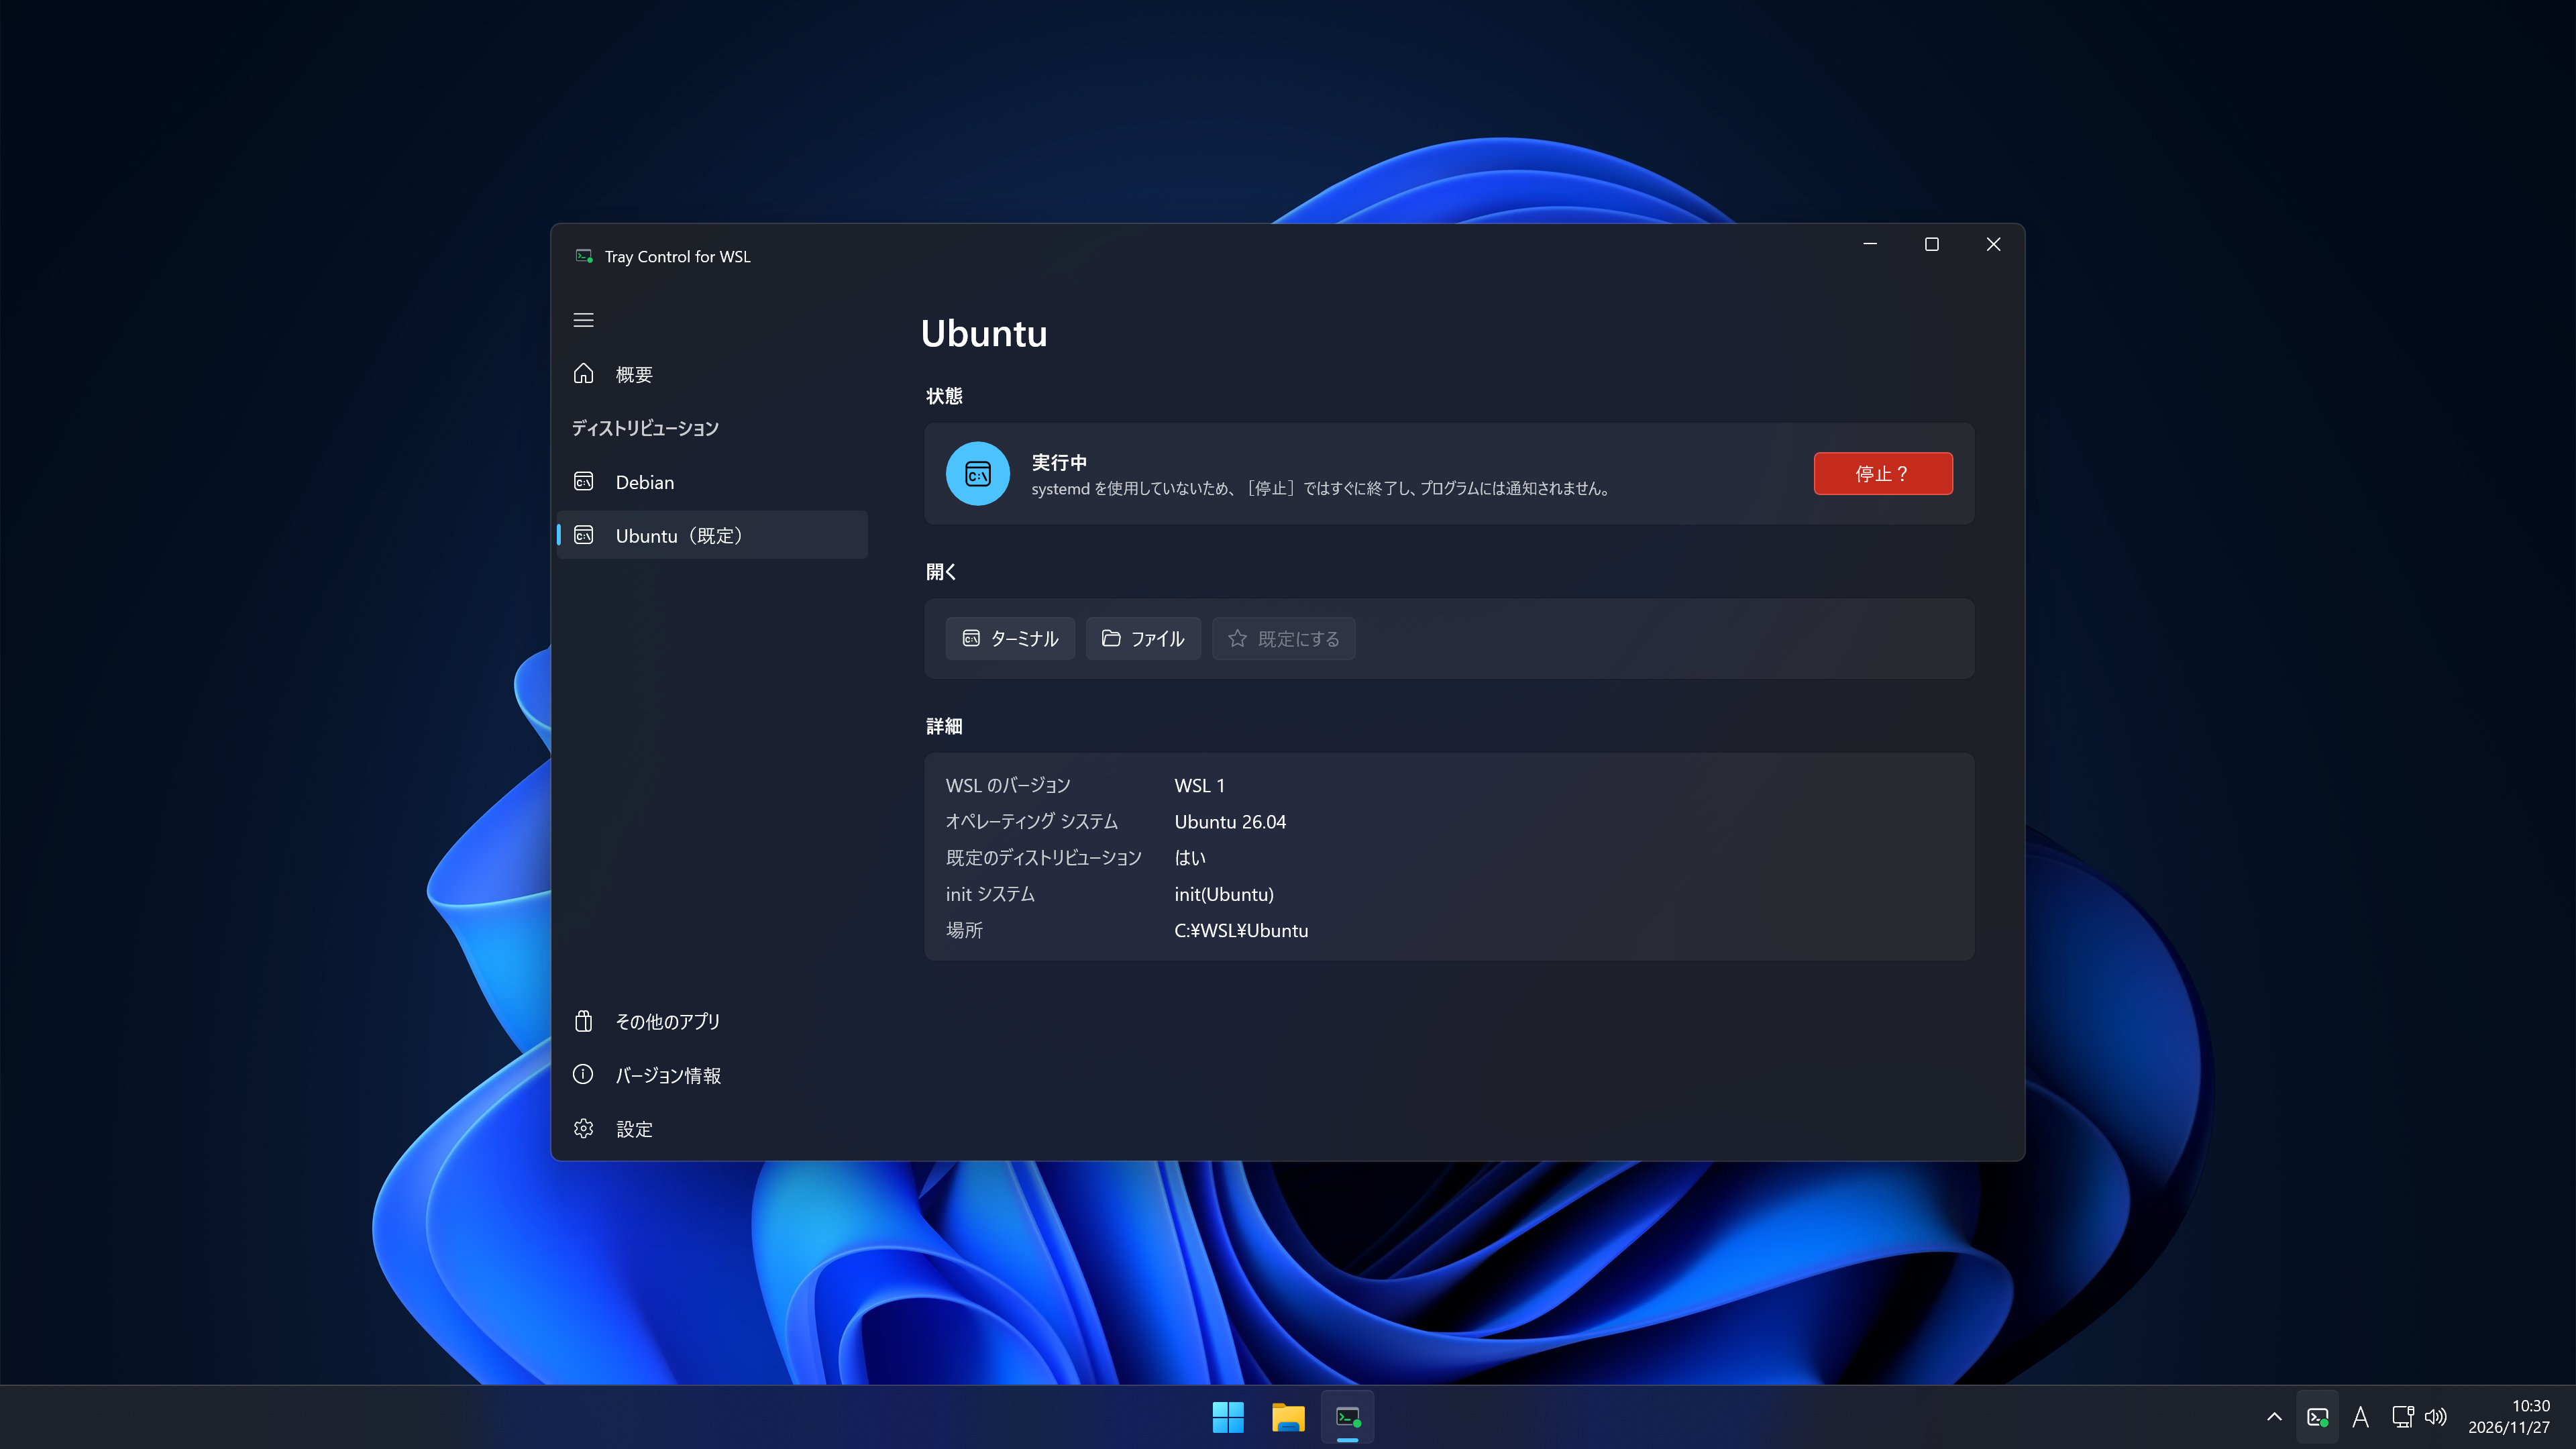 Tray Control for WSL
概要
ディストリビューション
Debian
Ubuntu（既定）
その他のアプリ
バージョン情報
設定
Ubuntu
状態
実行中
systemd を使用していないため、［停止］ではすぐに終了し、プログラムには通知されません。
停止？
開く
ターミナル
ファイル
既定にする
詳細
WSL のバージョン WSL 1
オペレーティング システム Ubuntu 26.04
既定のディストリビューション はい
init システム init(Ubuntu)
場所 C:¥WSL¥Ubuntu
A
10:30
2026/11/27